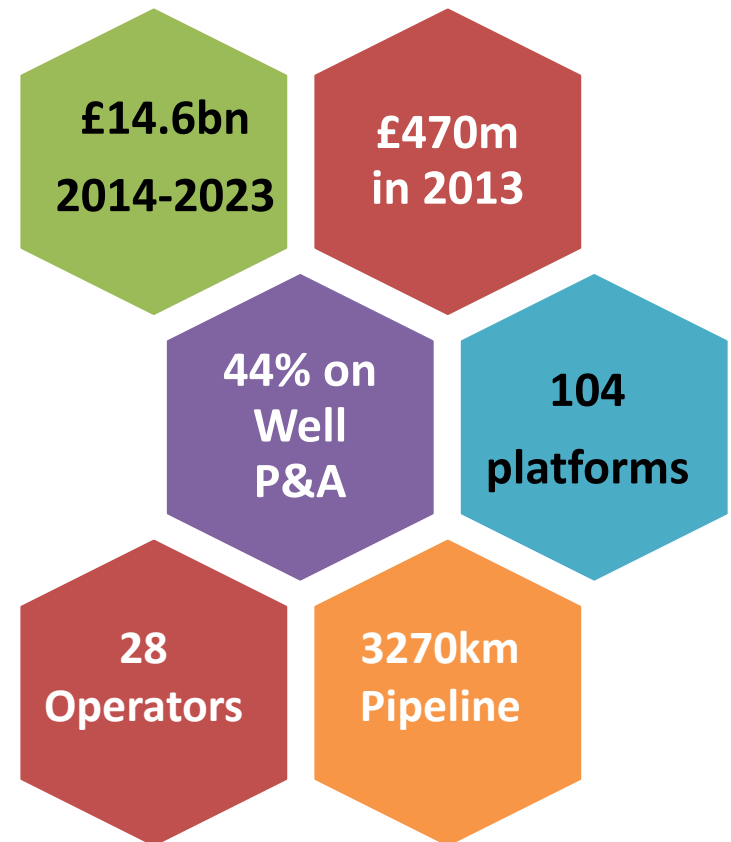 £14.6bn
2014-2023
£470m
in 2013
44% on
Well
P&A
104
platforms
28
Operators
3270km
Pipeline